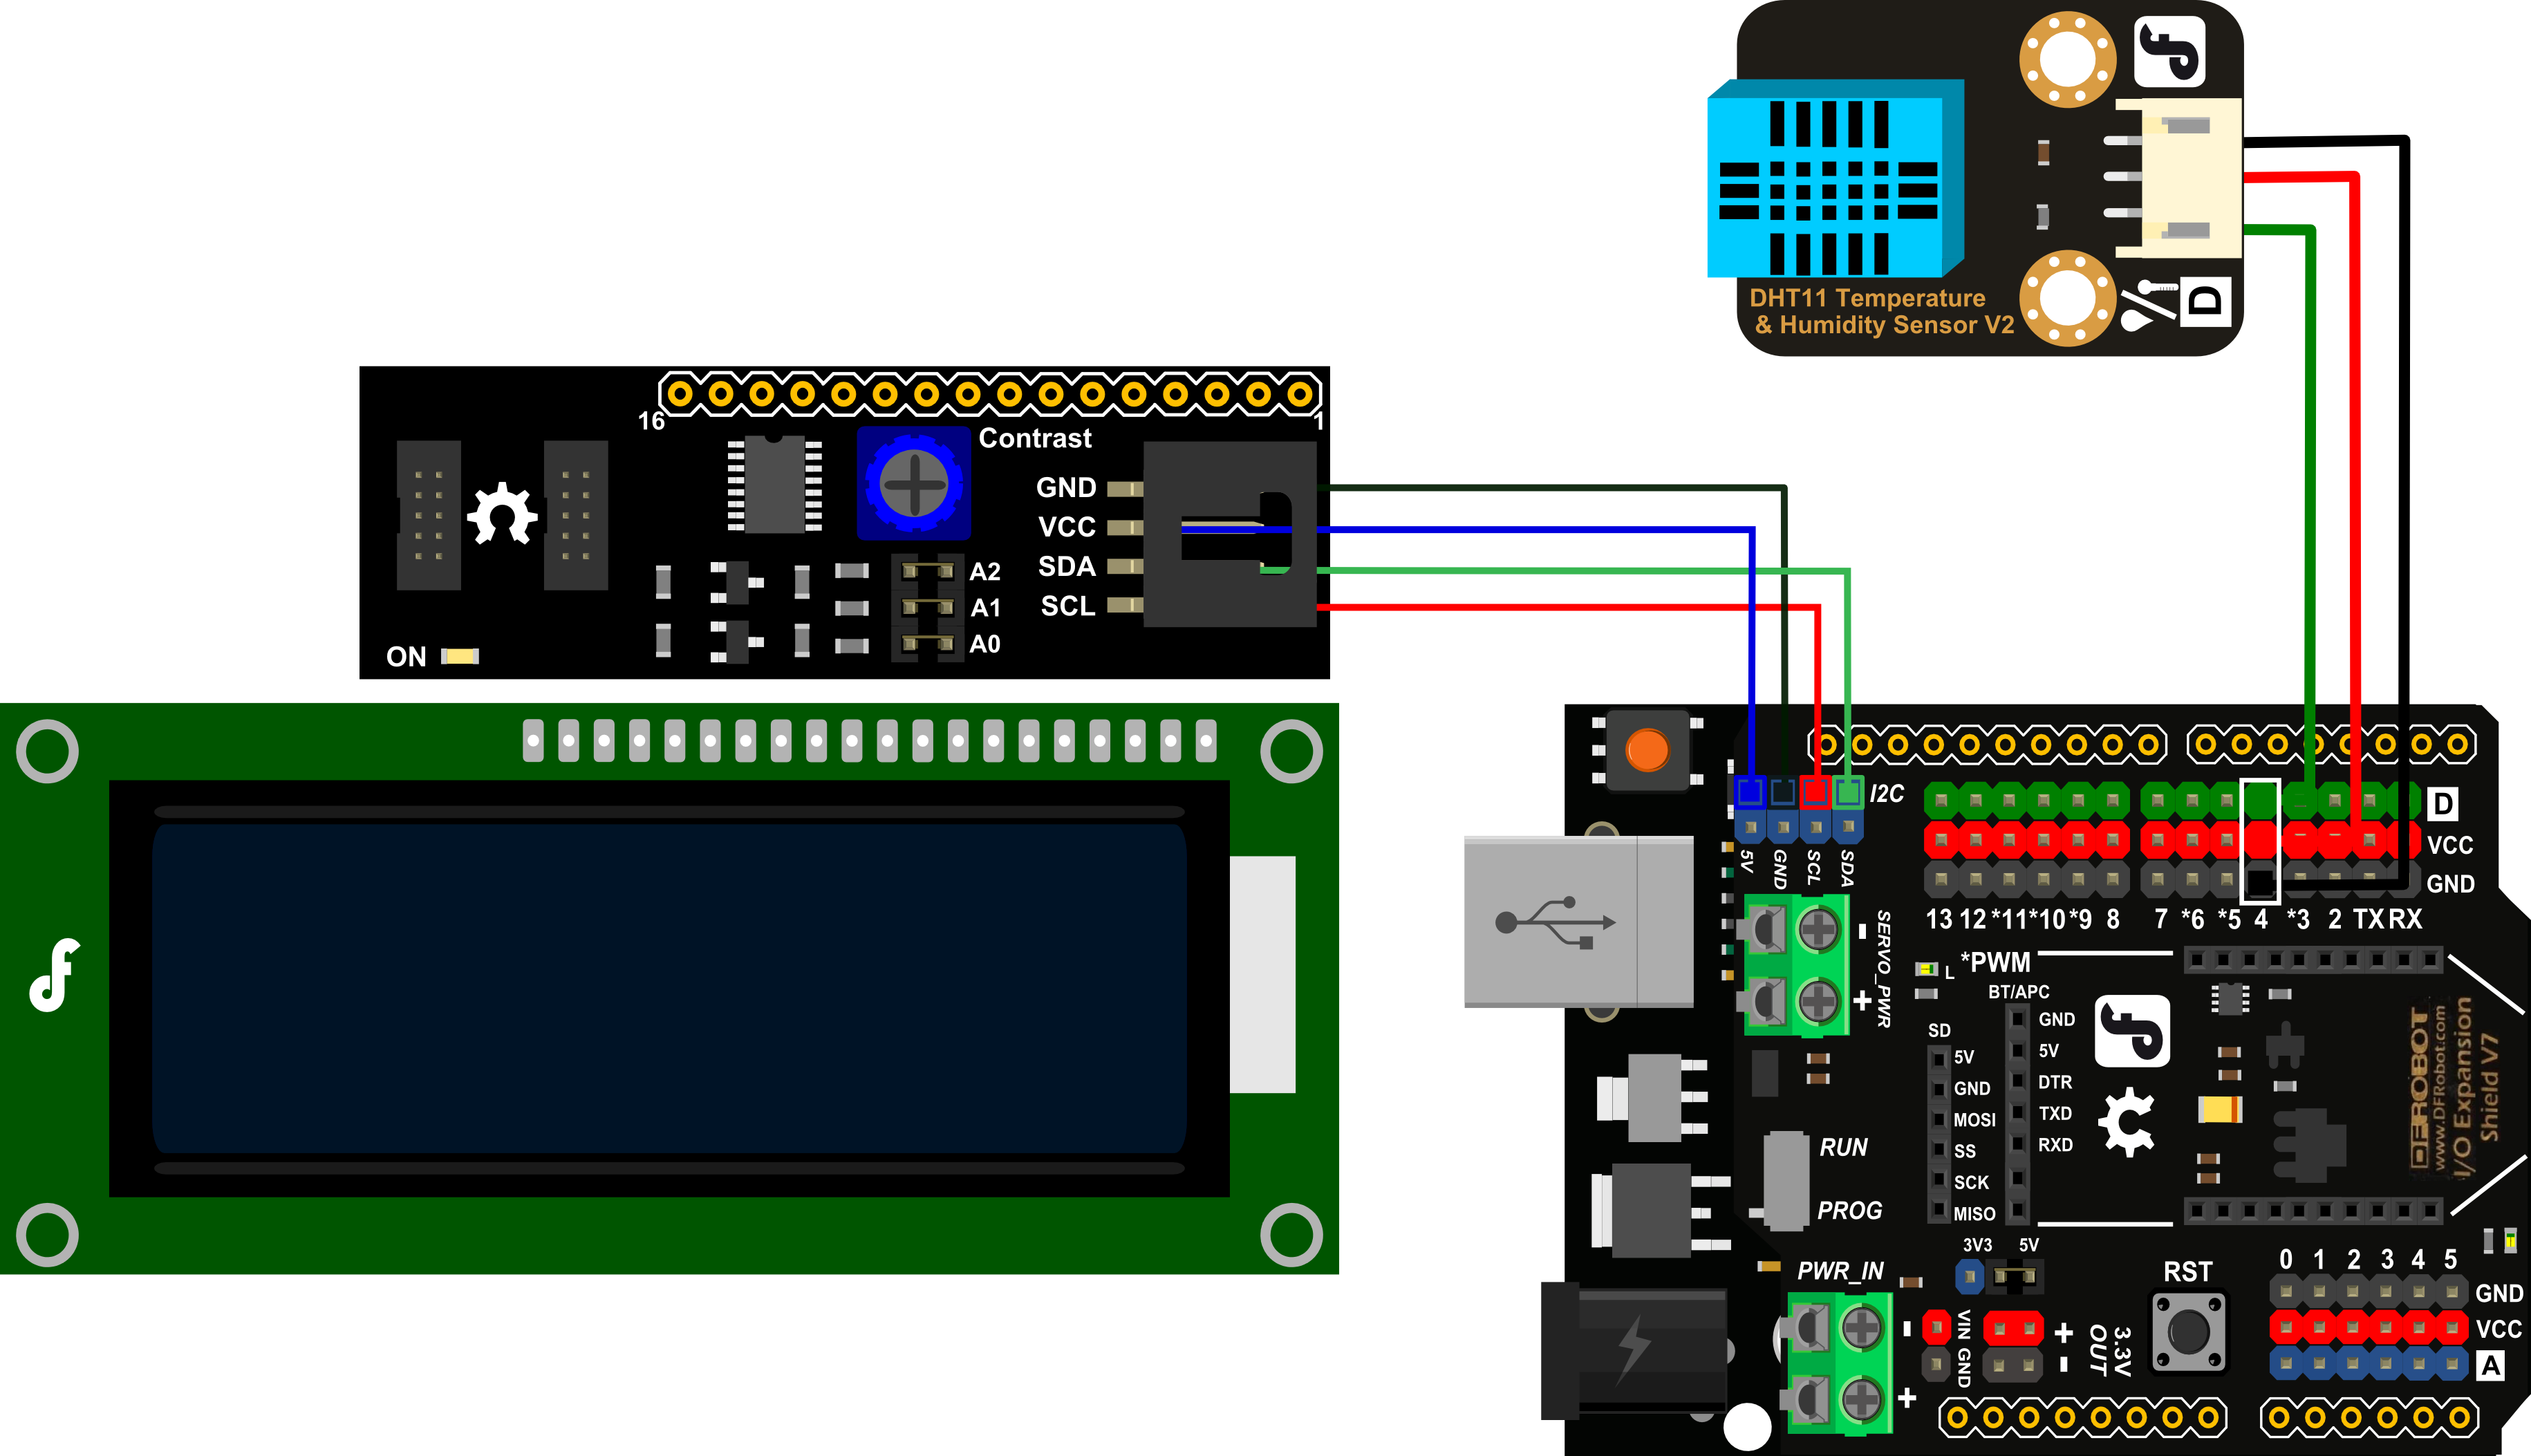 DHT11 Temperature
& Humidity Sensor V2
D
16
1
Contrast
GND
VCC
SDA
SCL
A2
A1
A0
ON
I2C
5V
GND
SCL
SDA
D
VCC
GND
13 12 *11 *10 *9 8 7 *6 *5 4 *3 2 TX RX
SERVO_PWR
-
+
L
*PWM
BT/APC
GND
5V
DTR
TXD
RXD
SD
5V
GND
MOSI
SS
SCK
MISO
DFROBOT
www.DFRobot.com
I/O Expansion
Shield V7
RUN
PROG
3V3 5V
PWR_IN
-
+
VIN GND
+
-
3.3V
OUT
RST
0 1 2 3 4 5
GND
VCC
A